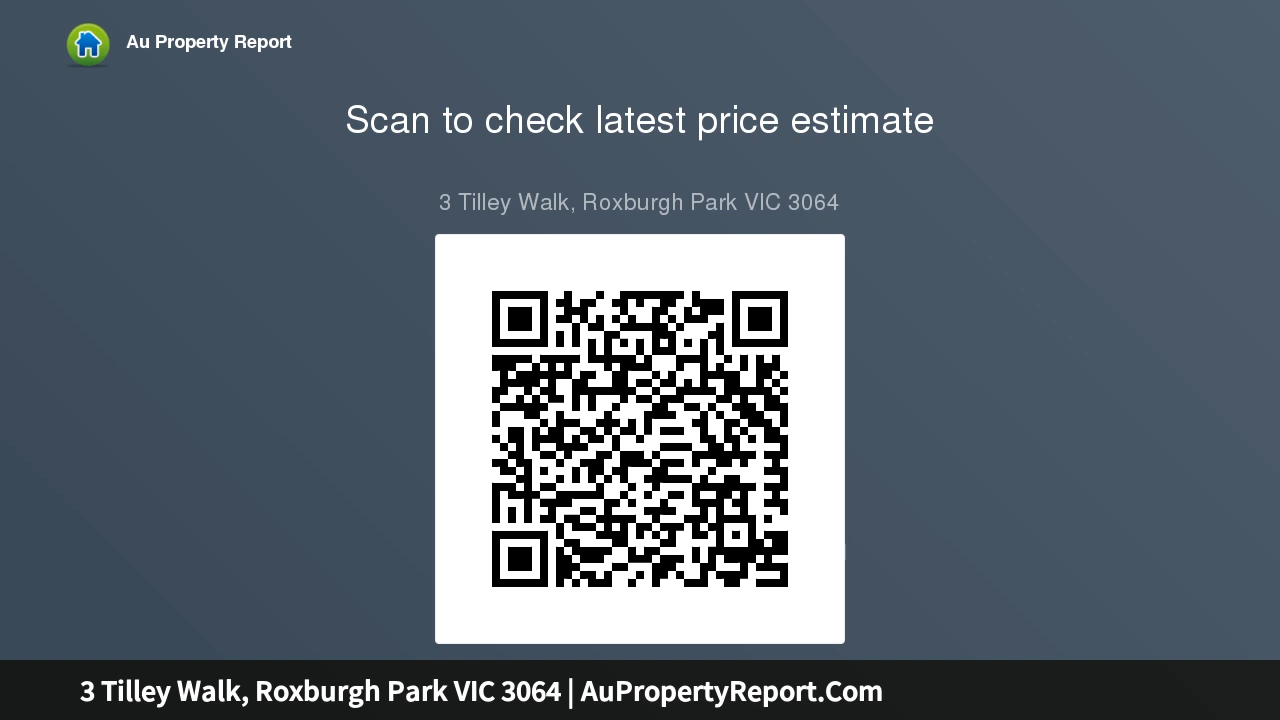 Au Property Report
Scan to check latest price estimate
3 Tilley Walk, Roxburgh Park VIC 3064
3 Tilley Walk, Roxburgh Park VIC 3064 | AuPropertyReport.Com